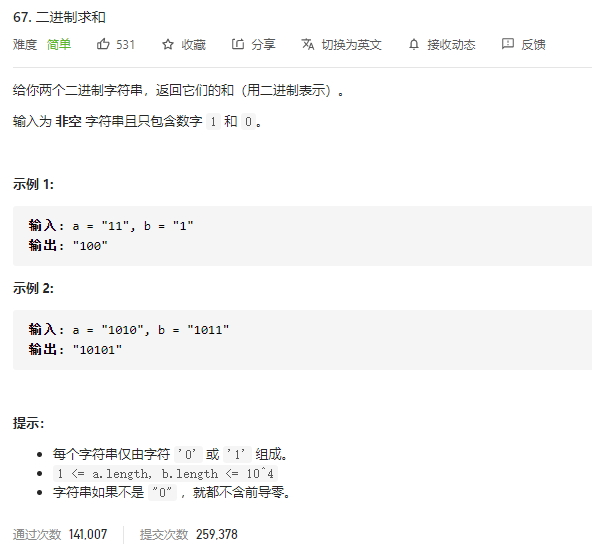 67. 二进制求和
难度 简单 531 收藏 分享 切换为英文 接收动态 反馈
给你两个二进制字符串，返回它们的和（用二进制表示）。
输入为 非空 字符串且只包含数字 1 和 0。
示例 1:
输入: a = "11", b = "1"
输出: "100"
示例 2:
输入: a = "1010", b = "1011"
输出: "10101"
提示：
每个字符串仅由字符 '0' 或 '1' 组成。
1 <= a.length, b.length <= 10^4
字符串如果不是 "0" ，就都不含前导零。
通过次数 141,007 提交次数 259,378